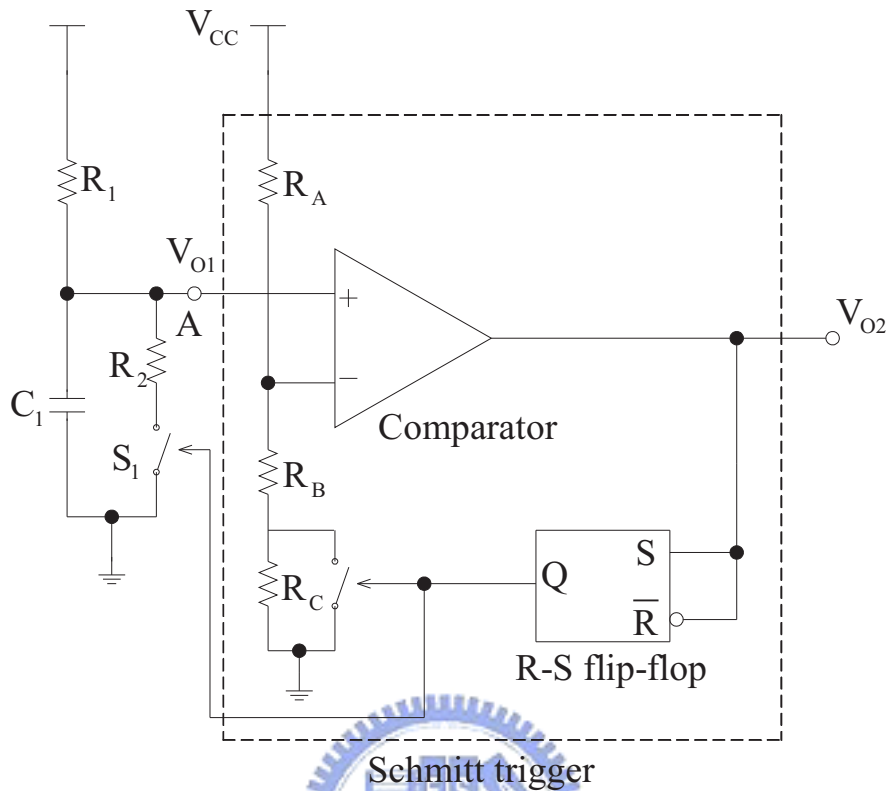 V_CC
R_1
R_A
V_O1
A
+
−
V_O2
R_2
C_1
Comparator
S_1
R_B
Q
S
R_C
R̅
R-S flip-flop
Schmitt trigger